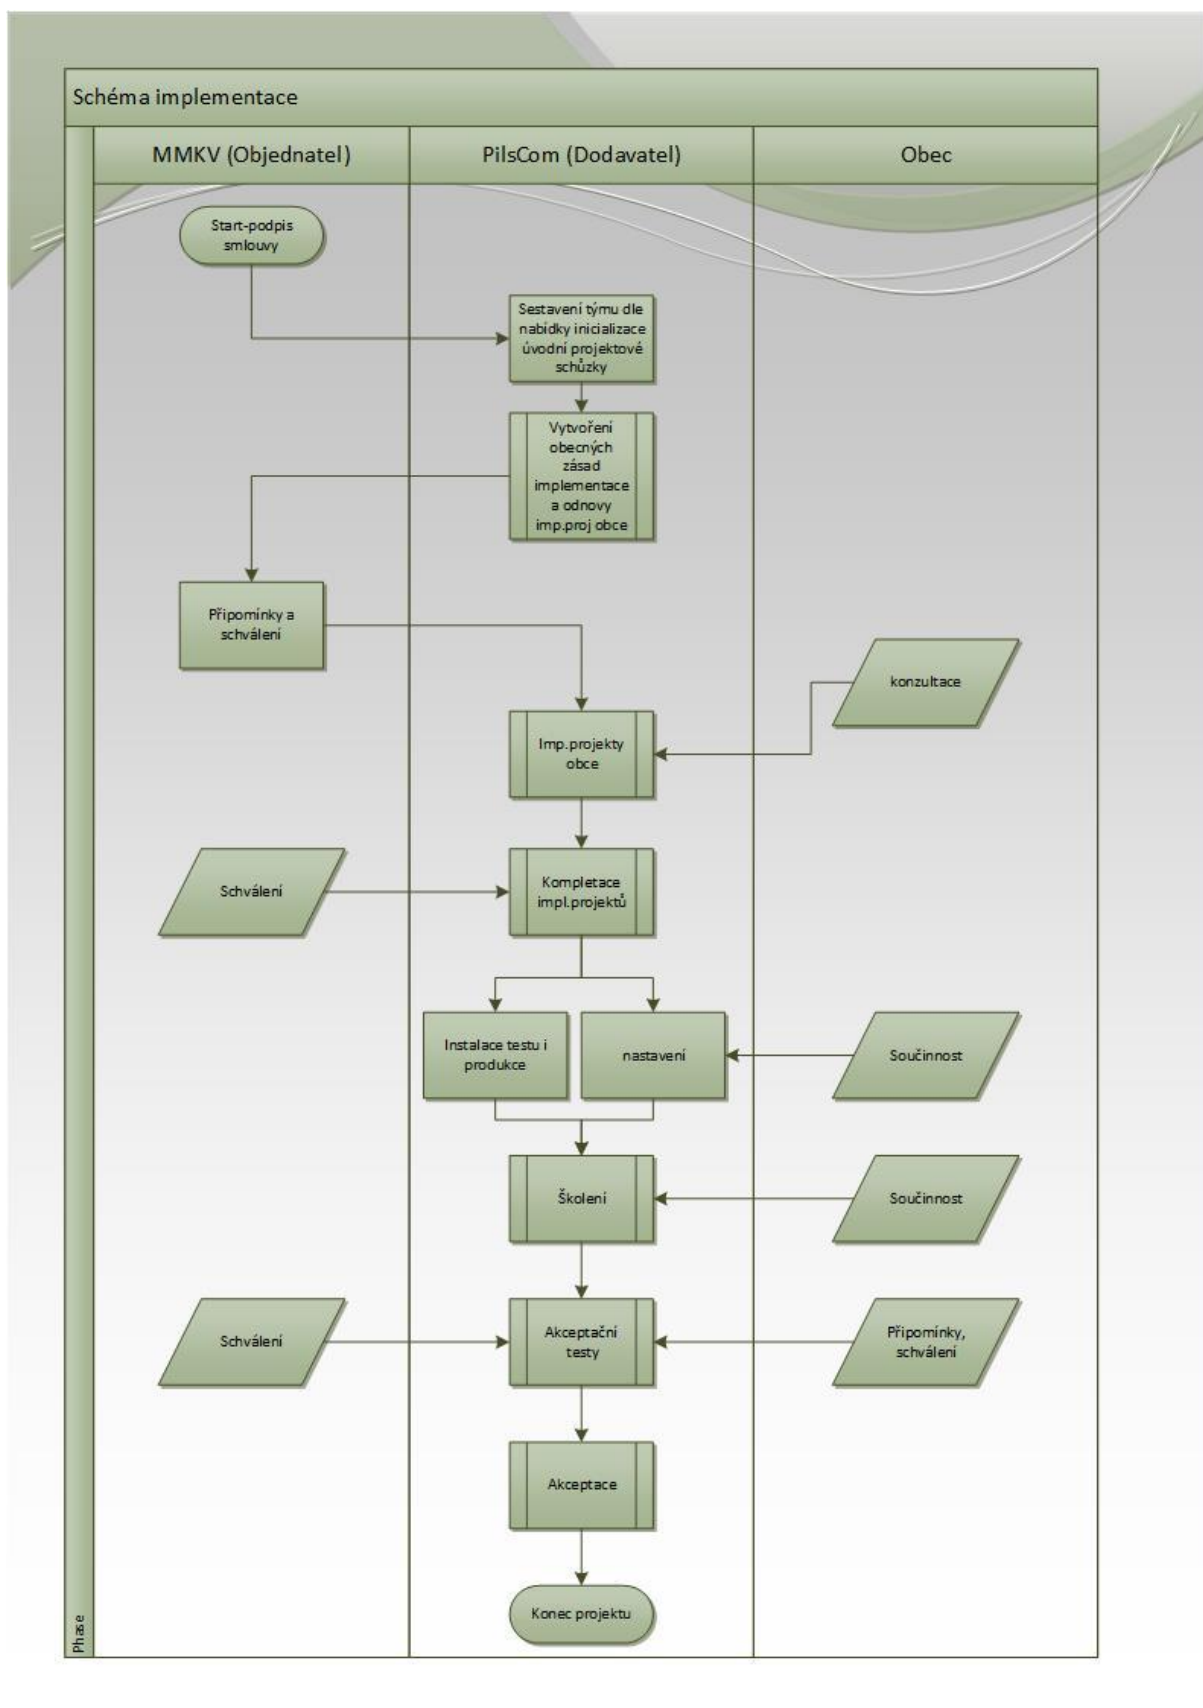 Schéma implementace
MMKV (Objednatel)
PilsCom (Dodavatel)
Obec
Start-podpis
smlouvy
Sestavení týmu dle
nabídky inicializace
úvodní projektové
schůzky
Vytvoření
obecných
zásad
implementace
a odnovy
imp.proj obce
Připomínky a
schválení
konzultace
Imp.projekty
obce
Schválení
Kompletace
impl.projektů
Instalace testu i
produkce
nastavení
Součinnost
Školení
Součinnost
Schválení
Akceptační
testy
Připomínky,
schválení
Akceptace
Konec projektu
Phase